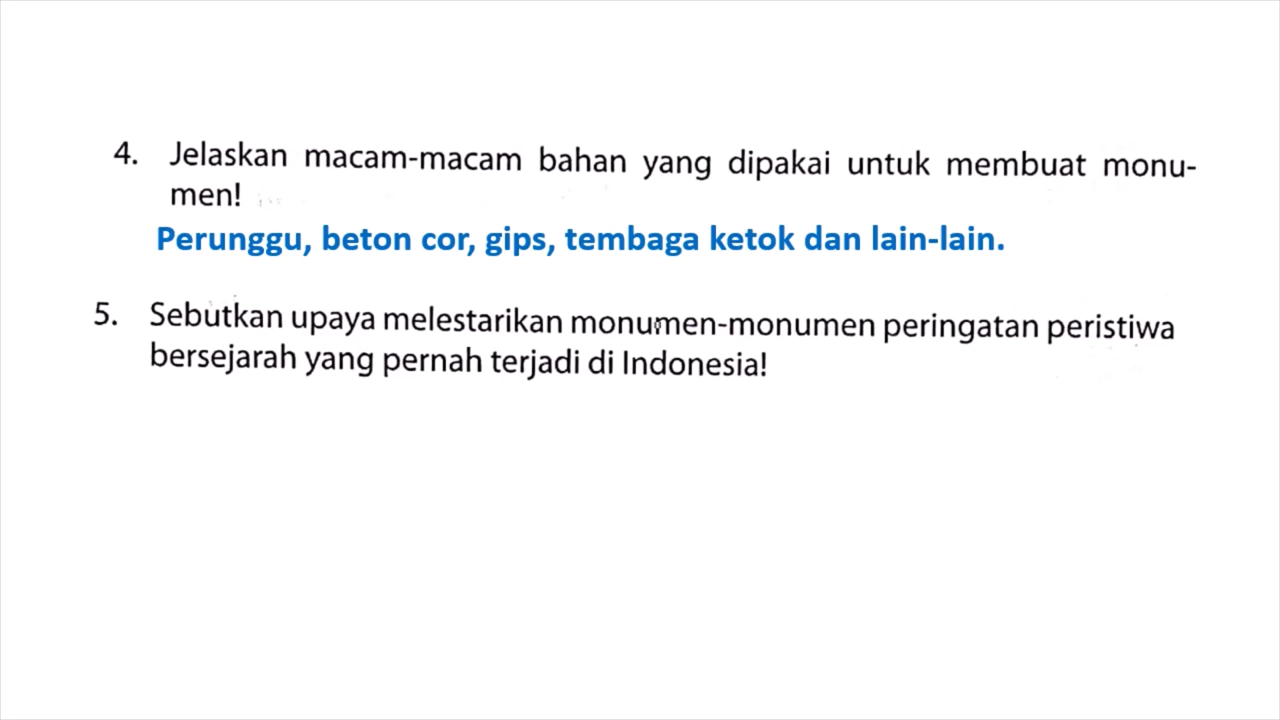 4. Jelaskan macam-macam bahan yang dipakai untuk membuat monu-
men!
Perunggu, beton cor, gips, tembaga ketok dan lain-lain.
5. Sebutkan upaya melestarikan monumen-monumen peringatan peristiwa
bersejarah yang pernah terjadi di Indonesia!